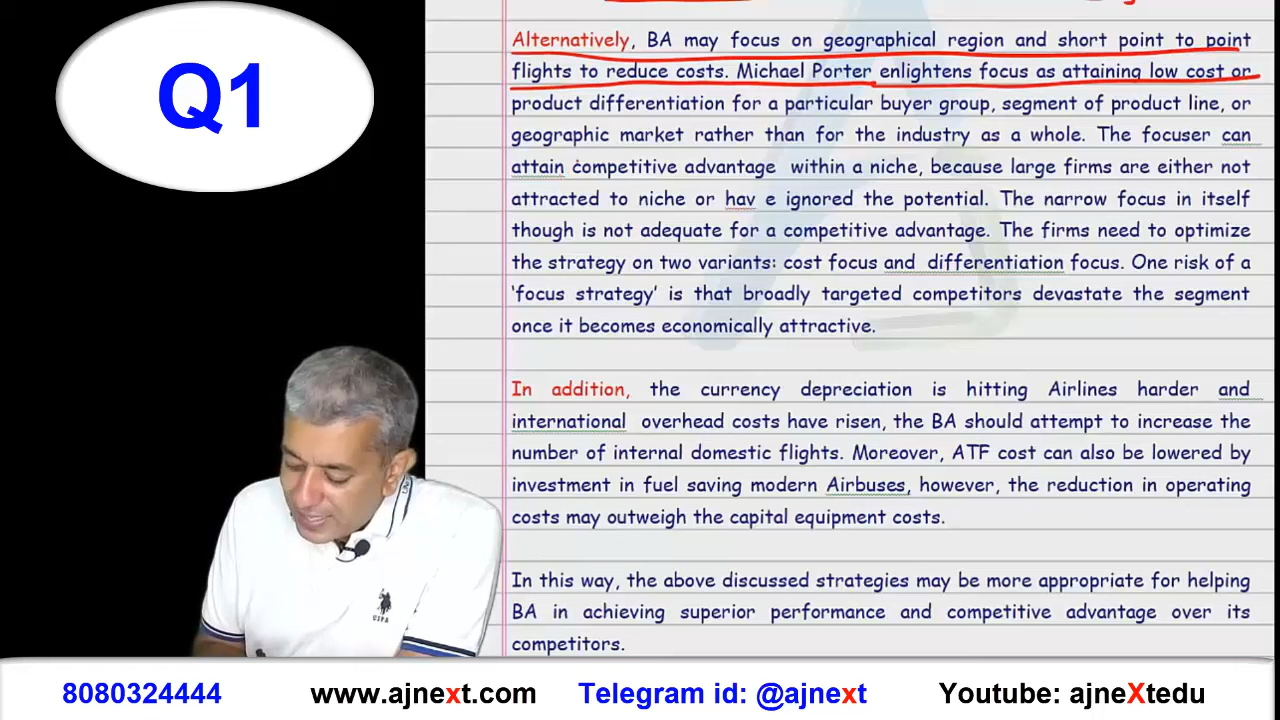 Q1
Alternatively, BA may focus on geographical region and short point to point
flights to reduce costs. Michael Porter enlightens focus as attaining low cost or
product differentiation for a particular buyer group, segment of product line, or
geographic market rather than for the industry as a whole. The focuser can
attain competitive advantage within a niche, because large firms are either not
attracted to niche or hav e ignored the potential. The narrow focus in itself
though is not adequate for a competitive advantage. The firms need to optimize
the strategy on two variants: cost focus and differentiation focus. One risk of a
‘focus strategy’ is that broadly targeted competitors devastate the segment
once it becomes economically attractive.
In addition, the currency depreciation is hitting Airlines harder and
international overhead costs have risen, the BA should attempt to increase the
number of internal domestic flights. Moreover, ATF cost can also be lowered by
investment in fuel saving modern Airbuses, however, the reduction in operating
costs may outweigh the capital equipment costs.
In this way, the above discussed strategies may be more appropriate for helping
BA in achieving superior performance and competitive advantage over its
competitors.
USPA
8080324444 www.ajnext.com Telegram id: @ajnext Youtube: ajneXtedu